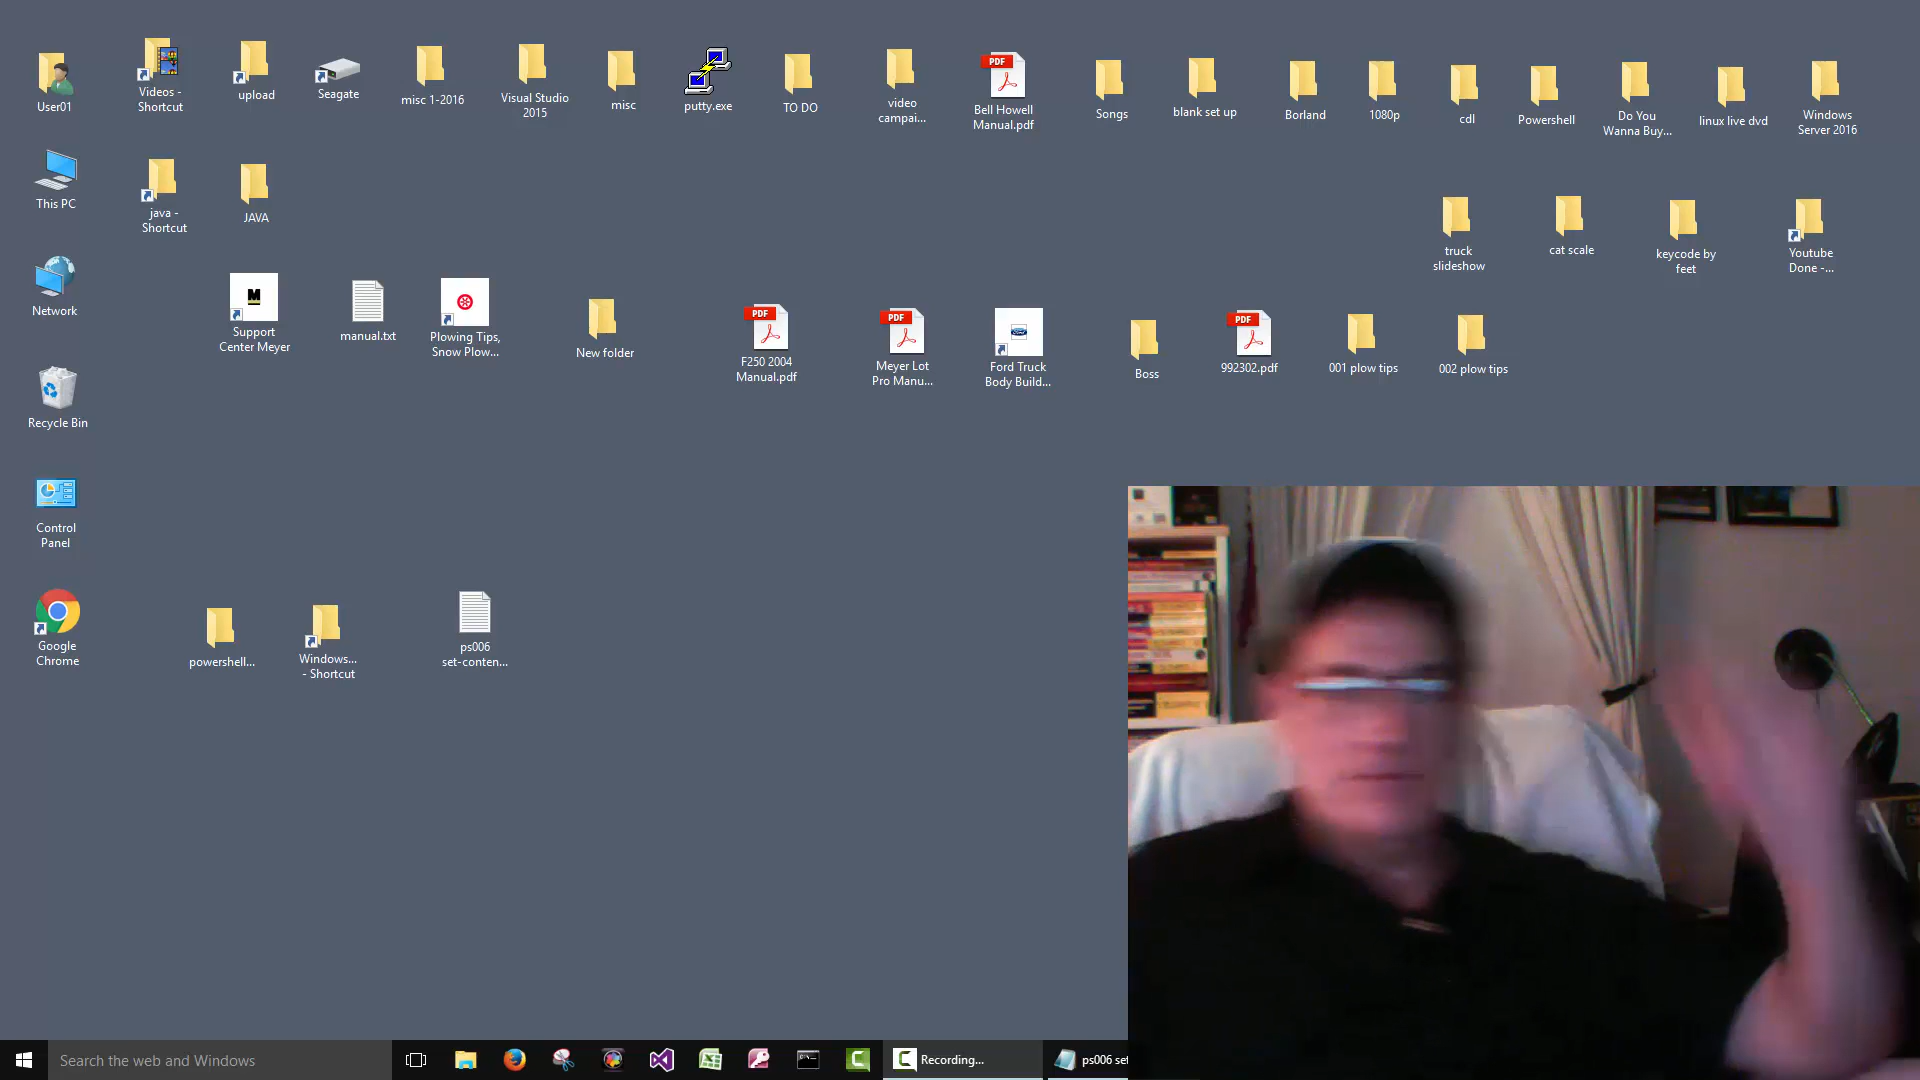 User01
Videos -
Shortcut
upload
Seagate
misc 1-2016
Visual Studio
2015
misc
putty.exe
TO DO
video
campai...
PDF
Bell Howell
Manual.pdf
Songs
blank set up
Borland
1080p
cdl
Powershell
Do You
Wanna Buy...
linux live dvd
Windows
Server 2016
This PC
java -
Shortcut
JAVA
truck
slideshow
cat scale
keycode by
feet
Youtube
Done -...
Network
M
Support
Center Meyer
manual.txt
Plowing Tips,
Snow Plow...
New folder
PDF
F250 2004
Manual.pdf
PDF
Meyer Lot
Pro Manu...
Ford Truck
Body Build...
Boss
PDF
992302.pdf
001 plow tips
002 plow tips
Recycle Bin
Control
Panel
Google
Chrome
powershell...
Windows...
- Shortcut
ps006
set-conten...
Search the web and Windows
Recording...
ps006 set